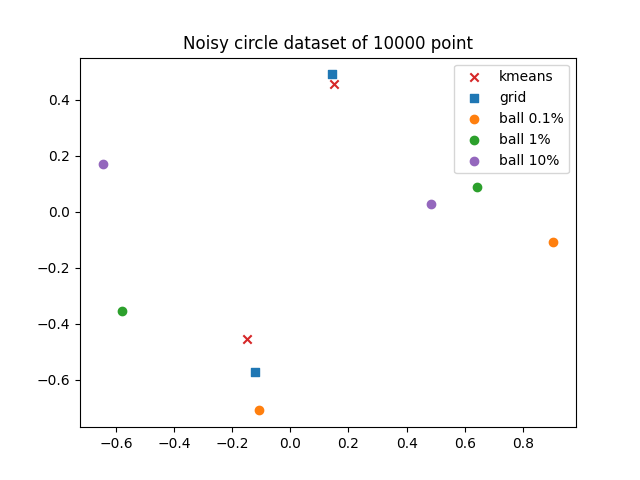 Noisy circle dataset of 10000 point
kmeans
grid
ball 0.1%
ball 1%
ball 10%
0.4
0.2
0.0
−0.2
−0.4
−0.6
−0.6 −0.4 −0.2 0.0 0.2 0.4 0.6 0.8